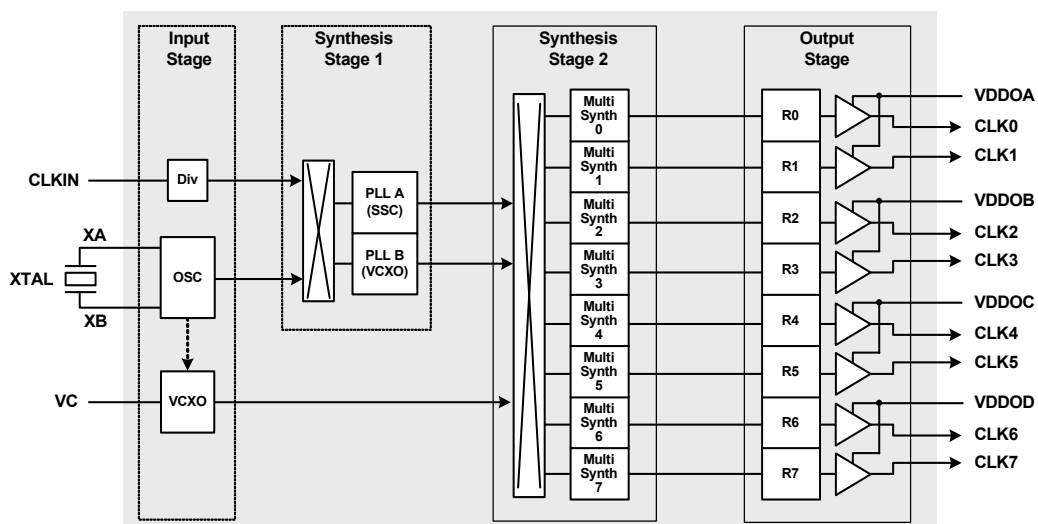 Input
Stage
Synthesis
Stage 1
Synthesis
Stage 2
Output
Stage
CLKIN
Div
XA
XTAL
XB
OSC
VC
VCXO
PLL A
(SSC)
PLL B
(VCXO)
Multi
Synth
0
Multi
Synth
1
Multi
Synth
2
Multi
Synth
3
Multi
Synth
4
Multi
Synth
5
Multi
Synth
6
Multi
Synth
7
R0
R1
R2
R3
R4
R5
R6
R7
VDDOA
CLK0
CLK1
VDDOB
CLK2
CLK3
VDDOC
CLK4
CLK5
VDDOD
CLK6
CLK7